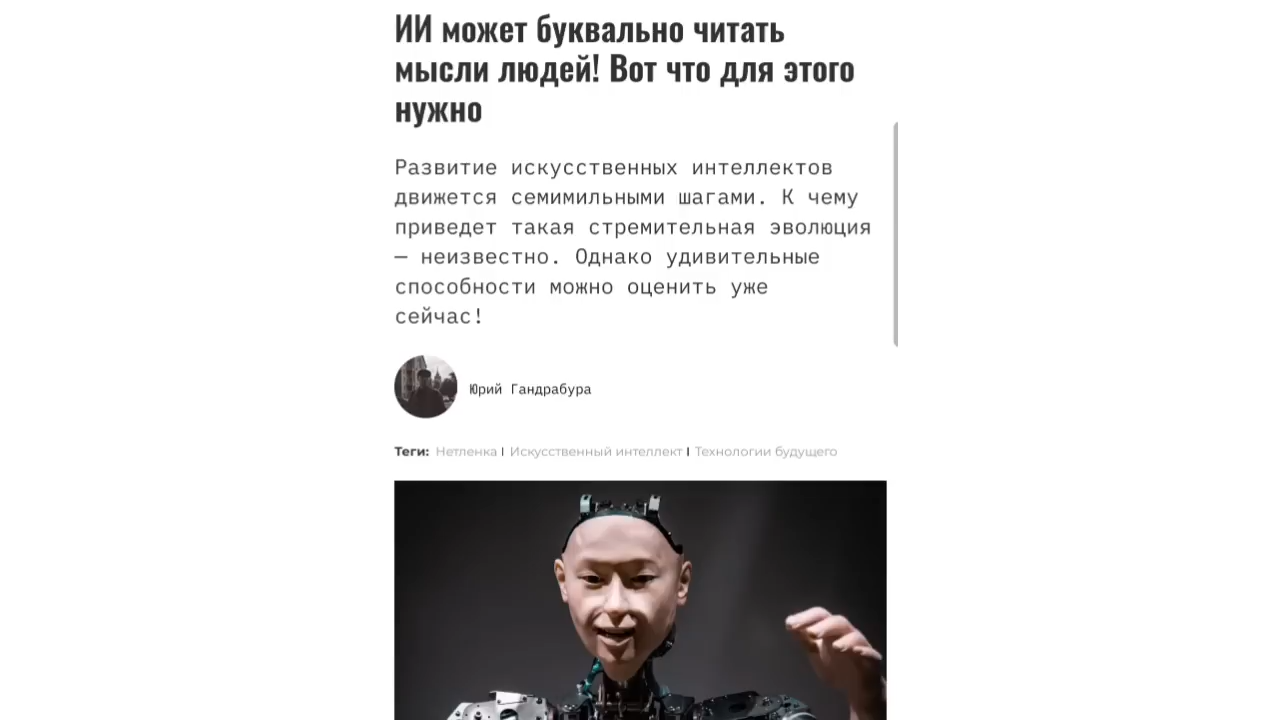 ИИ может буквально читать
мысли людей! Вот что для этого
нужно
Развитие искусственных интеллектов
движется семимильными шагами. К чему
приведет такая стремительная эволюция
— неизвестно. Однако удивительные
способности можно оценить уже
сейчас!
Юрий Гандрабура
Теги: Нетленка | Искусственный интеллект | Технологии будущего